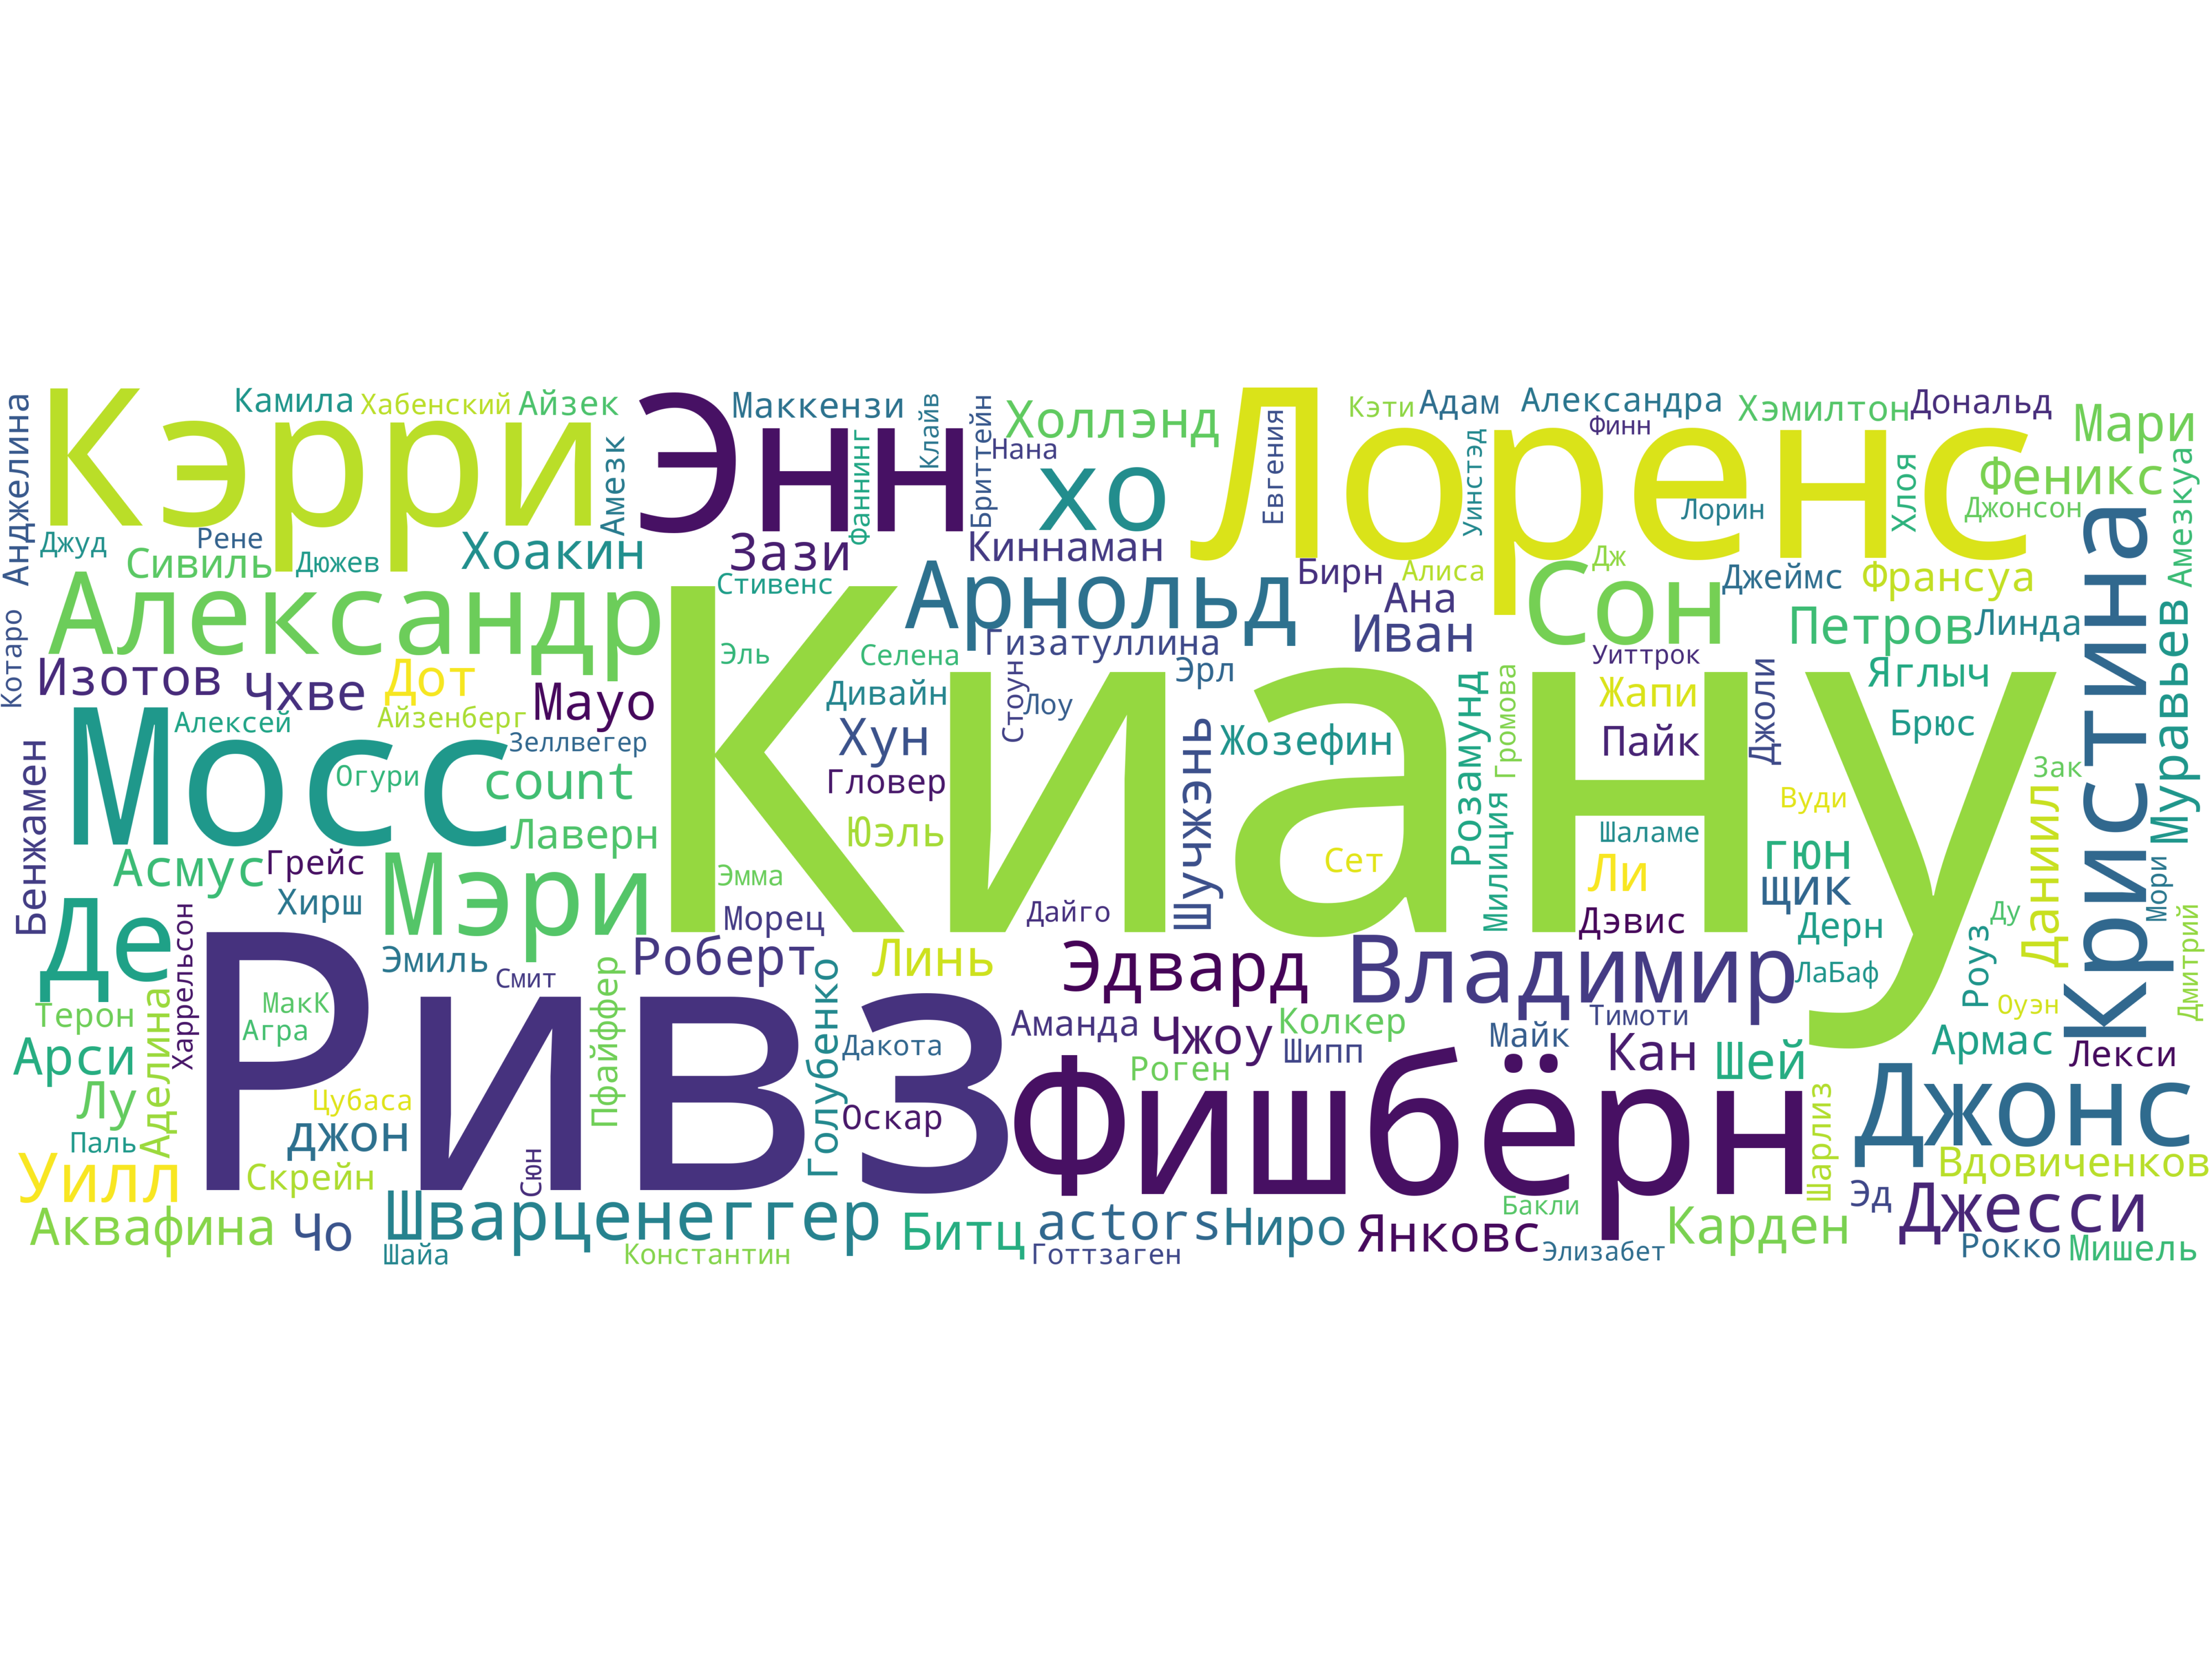 Камила Хабенский Айзек Маккензи Клайв Бриттейн Холлэнд Кэти Адам Александра Хэмилтон Дональд Мари
Анджелина Кэрри Амезк Энн Фаннинг Нана хо Лоренс Евгения Уинстэд Финн Лорин Хлоя Феникс Джонсон Амезкуа
Джуд Рене Сивиль Дюжев Хоакин Зази Киннаман Бирн Алиса Дж Джеймс Франсуа Кристина
Котаро Александр Стивенс Арнольд Ана Иван Сон Петров Линда
Изотов Чхве Дот Мауо Эль Селена Гизатуллина Эрл Уиттрок Яглыч Муравьев
Алексей Айзенберг Дивайн Стоун Лоу Розамунд Громова Жапи Джоли Брюс
Мосс Зеллвегер Киану Хун Шучжэнь Жозефин Пайк
Бенжамен Огури count Гловер Вуди Зак
Лаверн Юэль Милиция Шаламе Даниил
Асмус Грейс Мэри Эмма Сет Ли гюн щик Мори
Де Хирш Морец Дайго Дэвис Дерн Ду Роуз Дмитрий
Харрельсон Эмиль Смит Пфайффер Роберт Линь Эдвард Владимир ЛаБаф
Терон Аделина МакК Агра Ривз Голубенко Аманда Чжоу Колкер Тимоти Оуэн
Арси Дакота Шипп Майк Кан Шей Армас Лекси
Лу Цубаса Оскар Роген Фишбёрн Шарлиз Джонс
Паль джон Сюн
Уилл Скрейн Эд Вдовиченков
Аквафина Чо Шварценеггер Битц actors Ниро Янковс Бакли Карден Джесси
Шайа Константин Готтзаген Элизабет Рокко Мишель